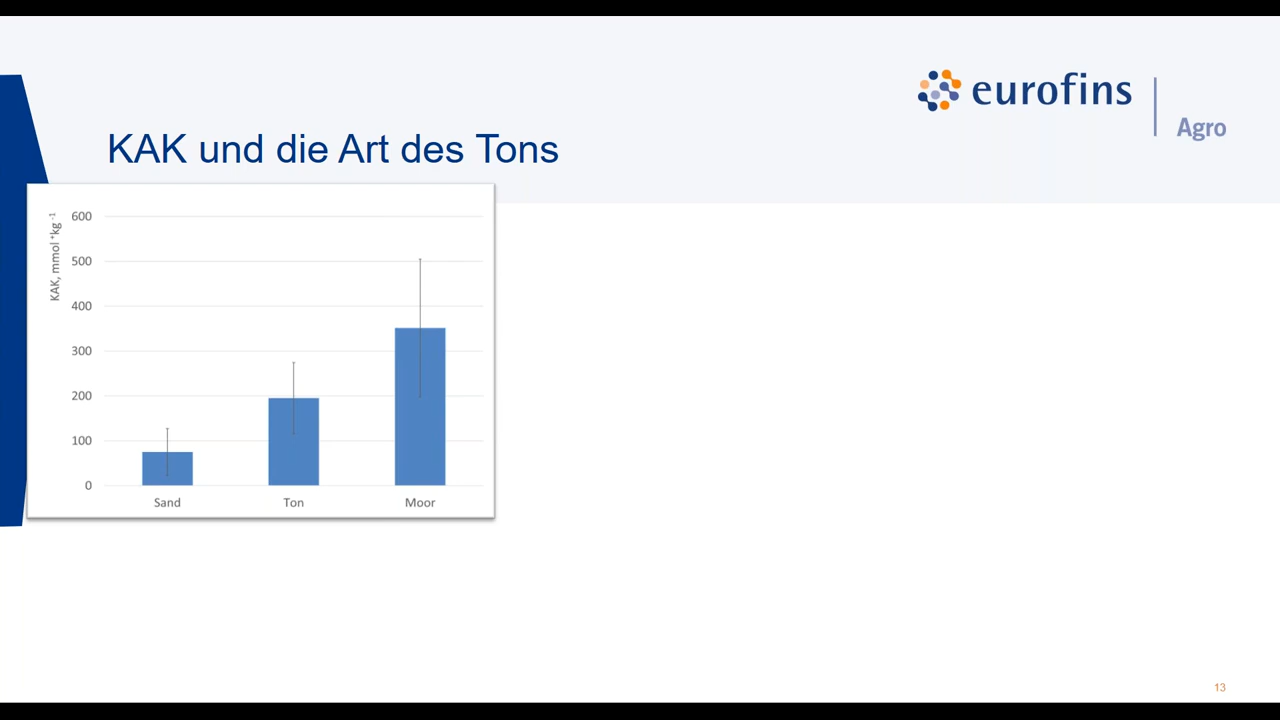 eurofins
Agro
KAK und die Art des Tons
KAK, mmol⁺kg⁻¹
600
500
400
300
200
100
0
Sand
Ton
Moor
13